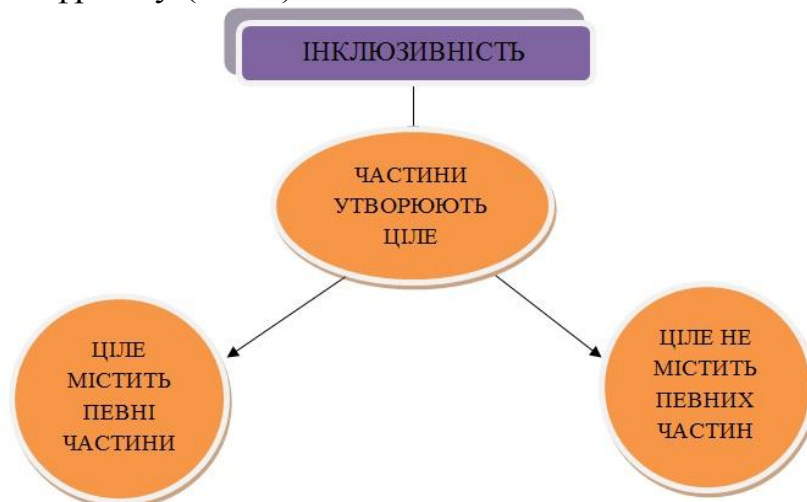 ІНКЛЮЗИВНІСТЬ
ЧАСТИНИ
УТВОРЮЮТЬ
ЦІЛЕ
ЦІЛЕ
МІСТИТЬ
ПЕВНІ
ЧАСТИНИ
ЦІЛЕ НЕ
МІСТИТЬ
ПЕВНИХ
ЧАСТИН